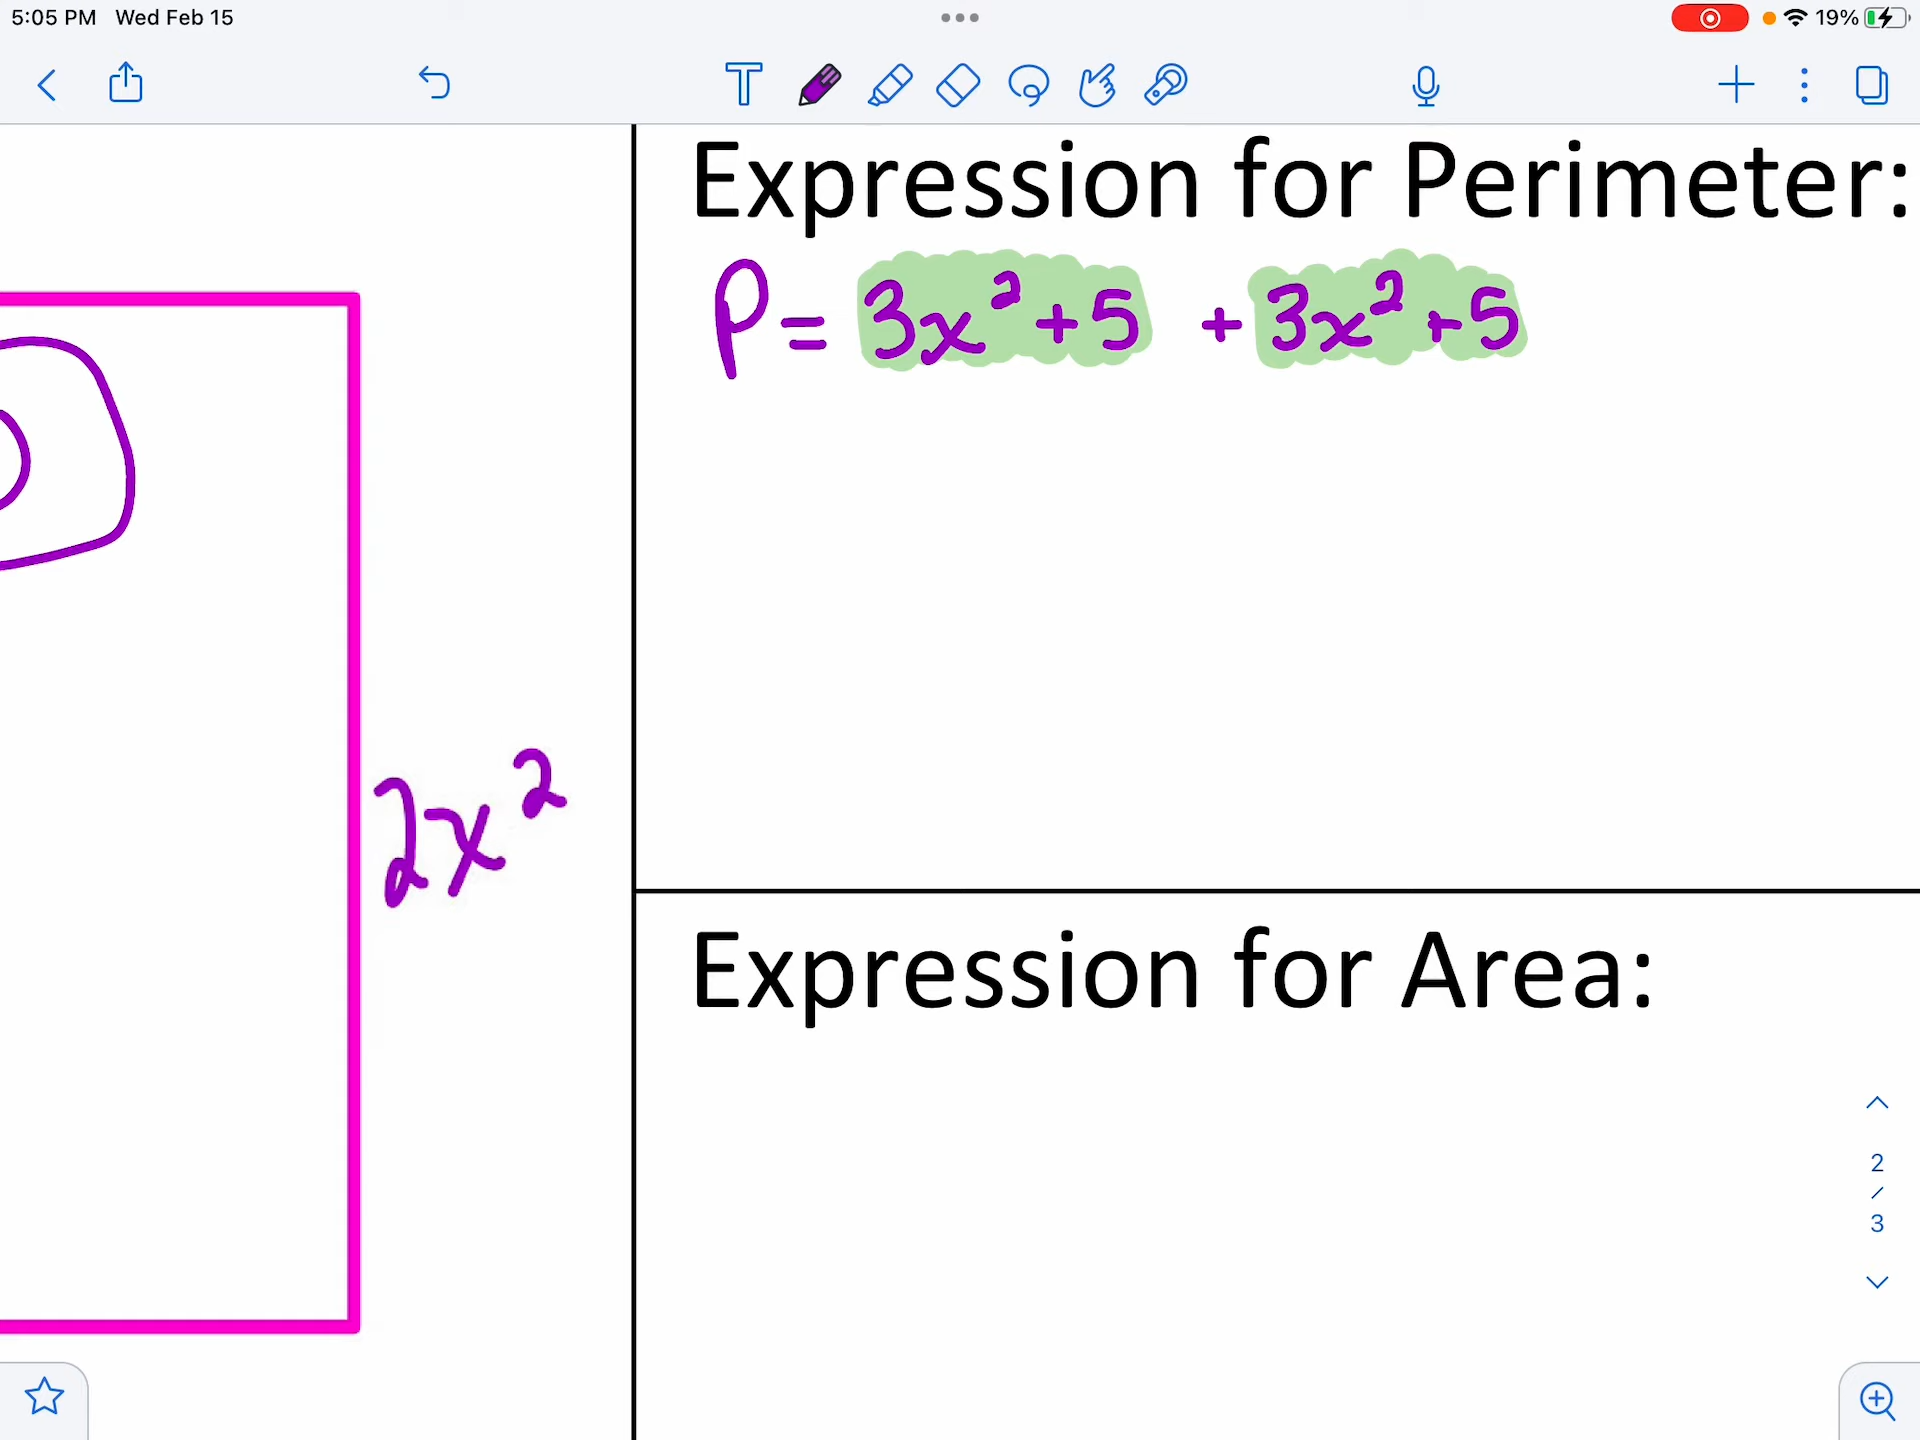 5:05 PM Wed Feb 15
19%
T
Expression for Perimeter:
P = 3x² + 5 + 3x² + 5
2x²
Expression for Area:
2
/
3